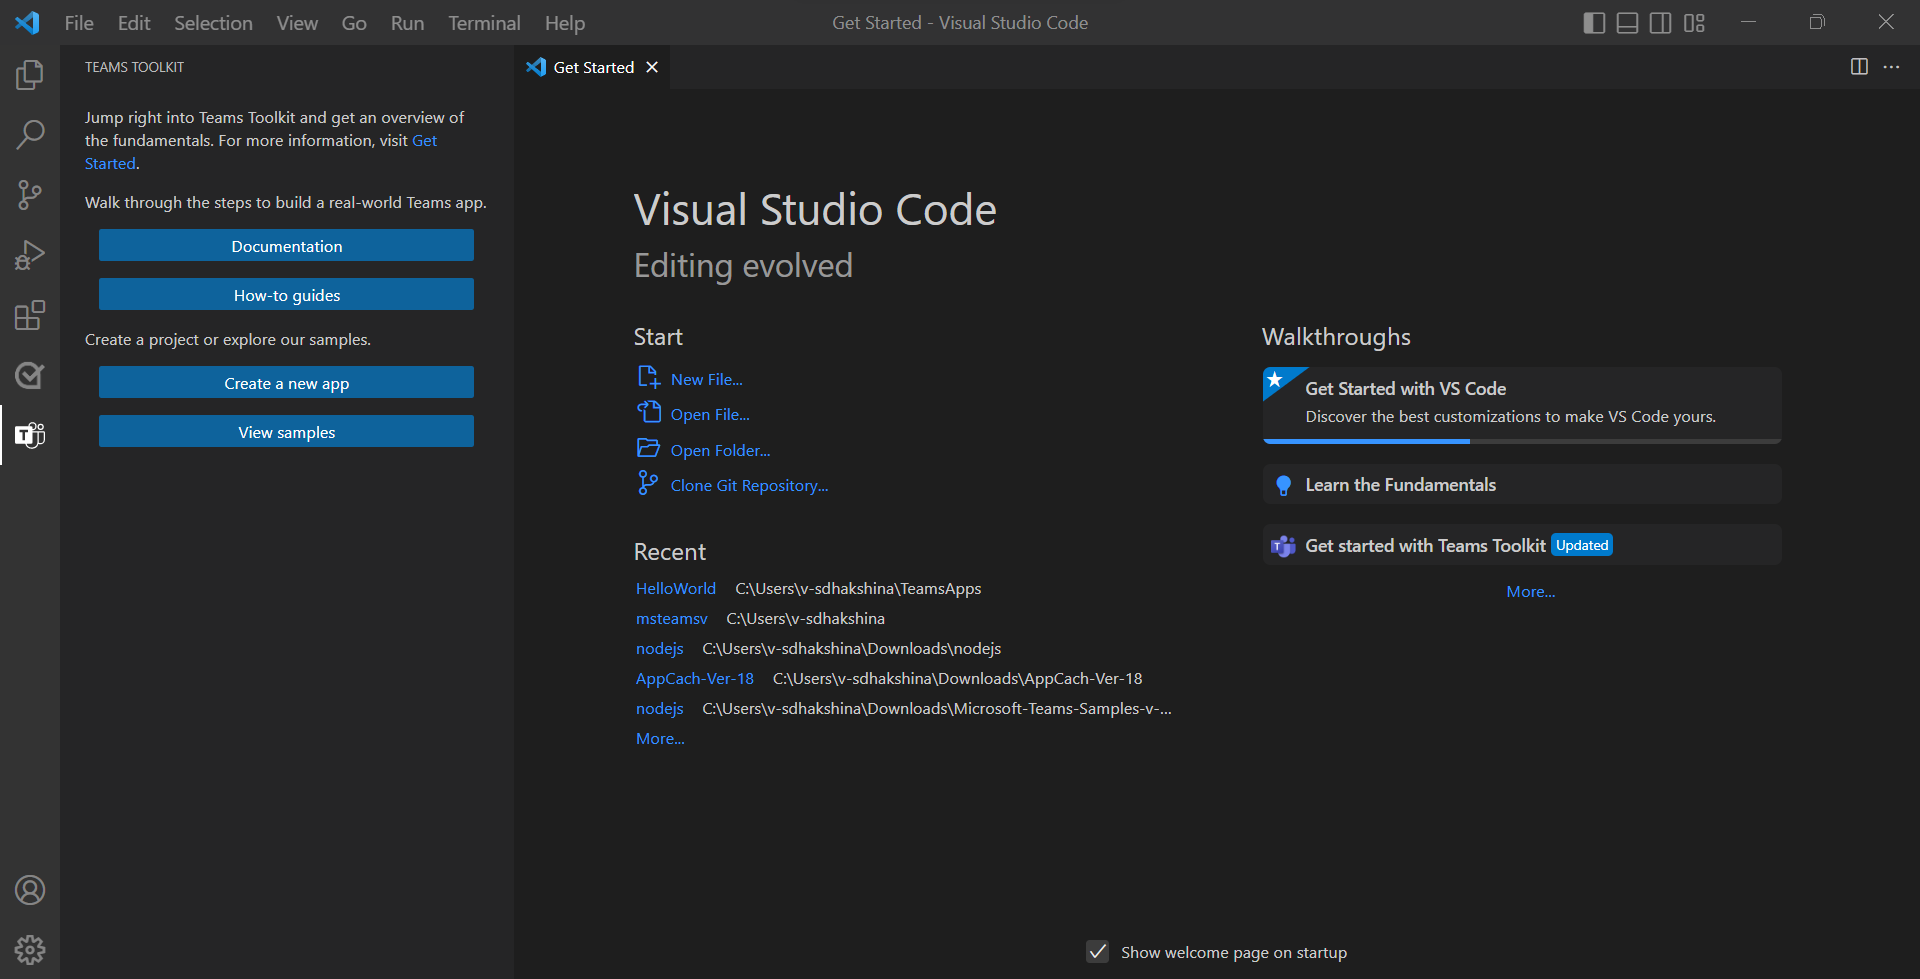 File Edit Selection View Go Run Terminal Help
Get Started - Visual Studio Code
TEAMS TOOLKIT
Jump right into Teams Toolkit and get an overview of
the fundamentals. For more information, visit Get
Started.
Walk through the steps to build a real-world Teams app.
Documentation
How-to guides
Create a project or explore our samples.
Create a new app
View samples
Get Started
Visual Studio Code
Editing evolved
Start
New File...
Open File...
Open Folder...
Clone Git Repository...
Recent
HelloWorld C:\Users\v-sdhakshina\TeamsApps
msteamsv C:\Users\v-sdhakshina
nodejs C:\Users\v-sdhakshina\Downloads\nodejs
AppCach-Ver-18 C:\Users\v-sdhakshina\Downloads\AppCach-Ver-18
nodejs C:\Users\v-sdhakshina\Downloads\Microsoft-Teams-Samples-v-...
More...
Walkthroughs
Get Started with VS Code
Discover the best customizations to make VS Code yours.
Learn the Fundamentals
Get started with Teams Toolkit Updated
More...
Show welcome page on startup